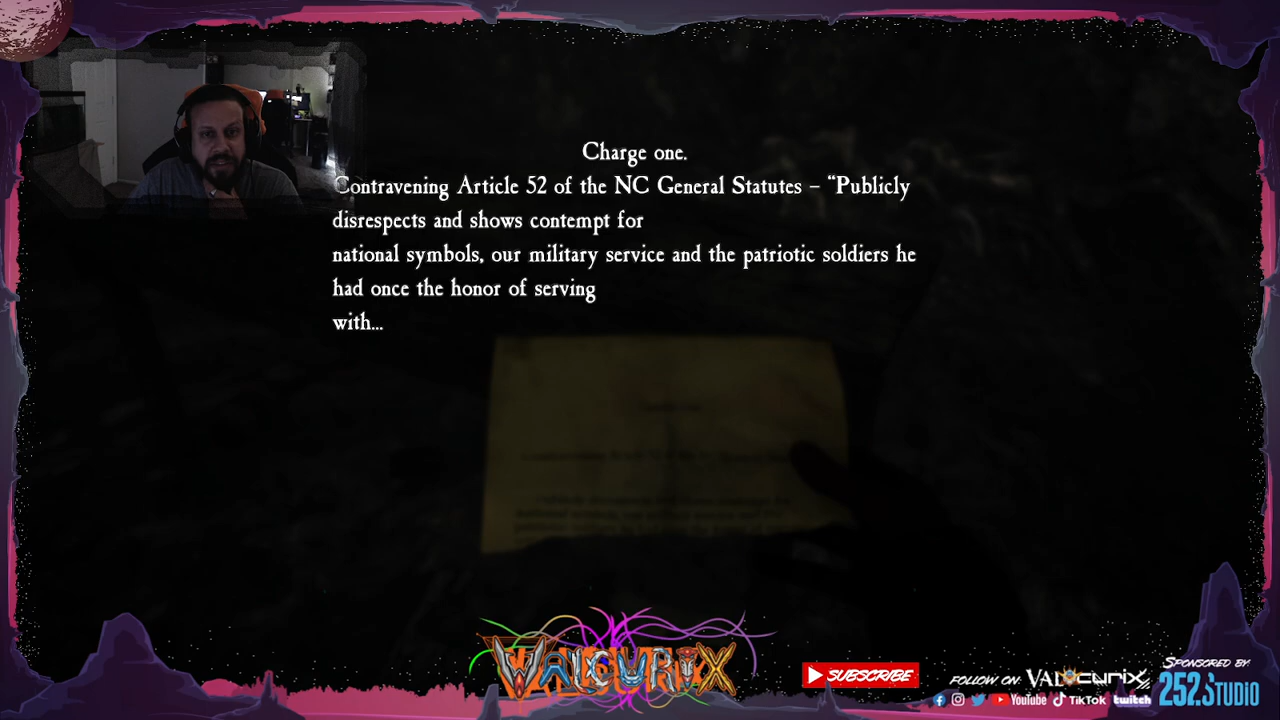 Charge one.
Contravening Article 52 of the NC General Statutes – “Publicly
disrespects and shows contempt for
national symbols, our military service and the patriotic soldiers he
had once the honor of serving
with...
VALCURIX
SUBSCRIBE
FOLLOW ON: VALCURIX
YouTube TikTok twitch
SPONSORED BY:
252.STUDIO